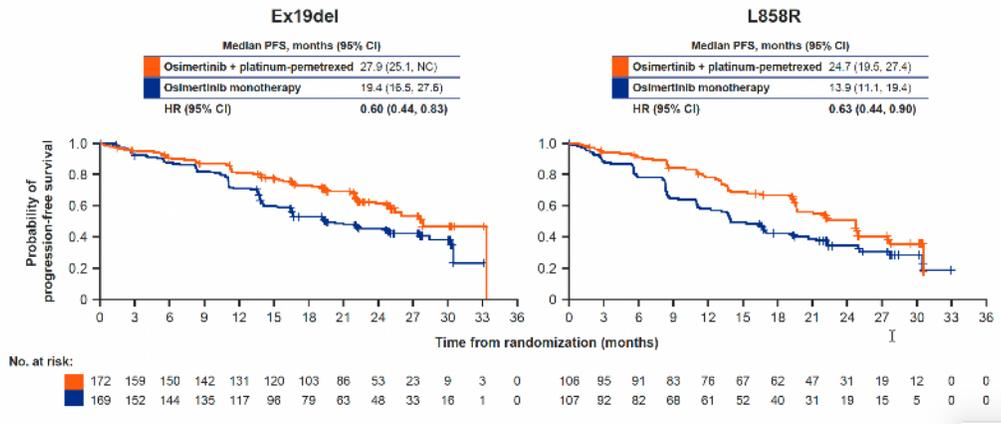 Ex19del
Median PFS, months (95% CI)
Osimertinib + platinum-pemetrexed 27.9 (25.1, NC)
Osimertinib monotherapy 19.4 (16.5, 27.6)
HR (95% CI) 0.60 (0.44, 0.83)
L858R
Median PFS, months (95% CI)
Osimertinib + platinum-pemetrexed 24.7 (19.5, 27.4)
Osimertinib monotherapy 13.9 (11.1, 19.4)
HR (95% CI) 0.63 (0.44, 0.90)
Probability of
progression-free survival
1.0
0.8
0.6
0.4
0.2
0
0 3 6 9 12 15 18 21 24 27 30 33 36
1.0
0.8
0.6
0.4
0.2
0
0 3 6 9 12 15 18 21 24 27 30 33 36
Time from randomization (months)
No. at risk:
172 159 150 142 131 120 103 86 53 23 9 3 0
169 152 144 135 117 96 79 63 48 33 16 1 0
106 95 91 83 76 67 62 47 31 19 12 0 0
107 92 82 68 61 52 40 31 19 15 5 0 0